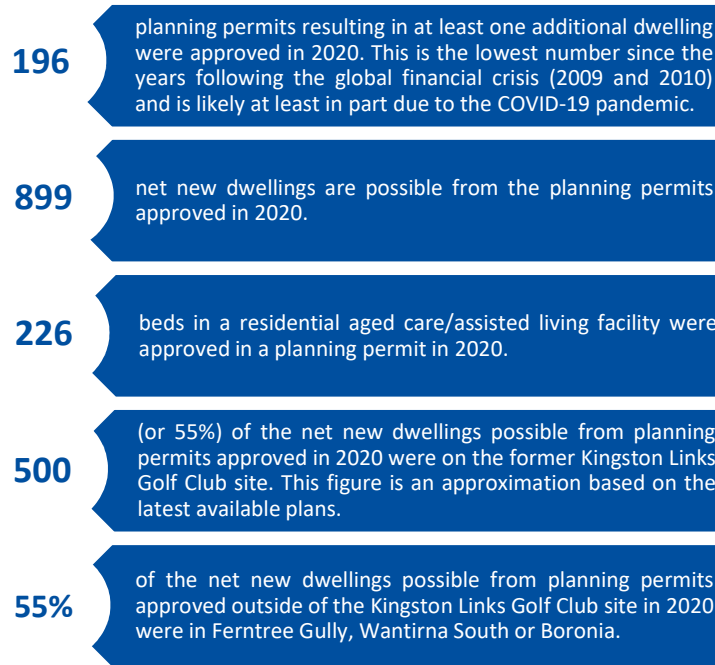 196
planning permits resulting in at least one additional dwelling
were approved in 2020. This is the lowest number since the
years following the global financial crisis (2009 and 2010)
and is likely at least in part due to the COVID-19 pandemic.
899
net new dwellings are possible from the planning permits
approved in 2020.
226
beds in a residential aged care/assisted living facility were
approved in a planning permit in 2020.
500
(or 55%) of the net new dwellings possible from planning
permits approved in 2020 were on the former Kingston Links
Golf Club site. This figure is an approximation based on the
latest available plans.
55%
of the net new dwellings possible from planning permits
approved outside of the Kingston Links Golf Club site in 2020
were in Ferntree Gully, Wantirna South or Boronia.